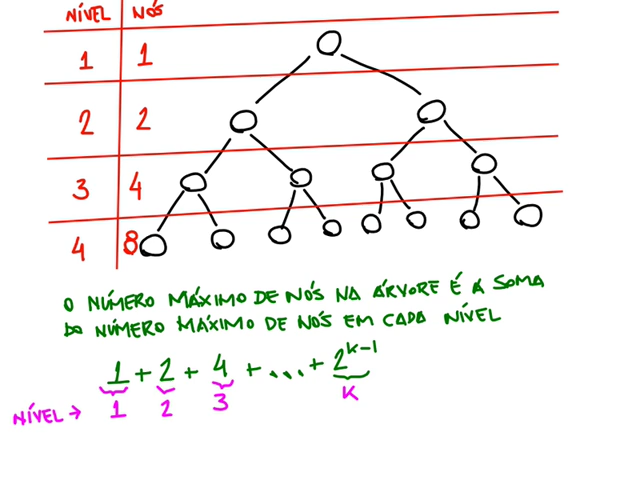 NÍVEL NÓS
1 1
2 2
3 4
4 8
O NÚMERO MÁXIMO DE NÓS NA ÁRVORE É A SOMA
DO NÚMERO MÁXIMO DE NÓS EM CADA NÍVEL
1 + 2 + 4 + ... + 2^{k-1}
NÍVEL → 1 2 3 K